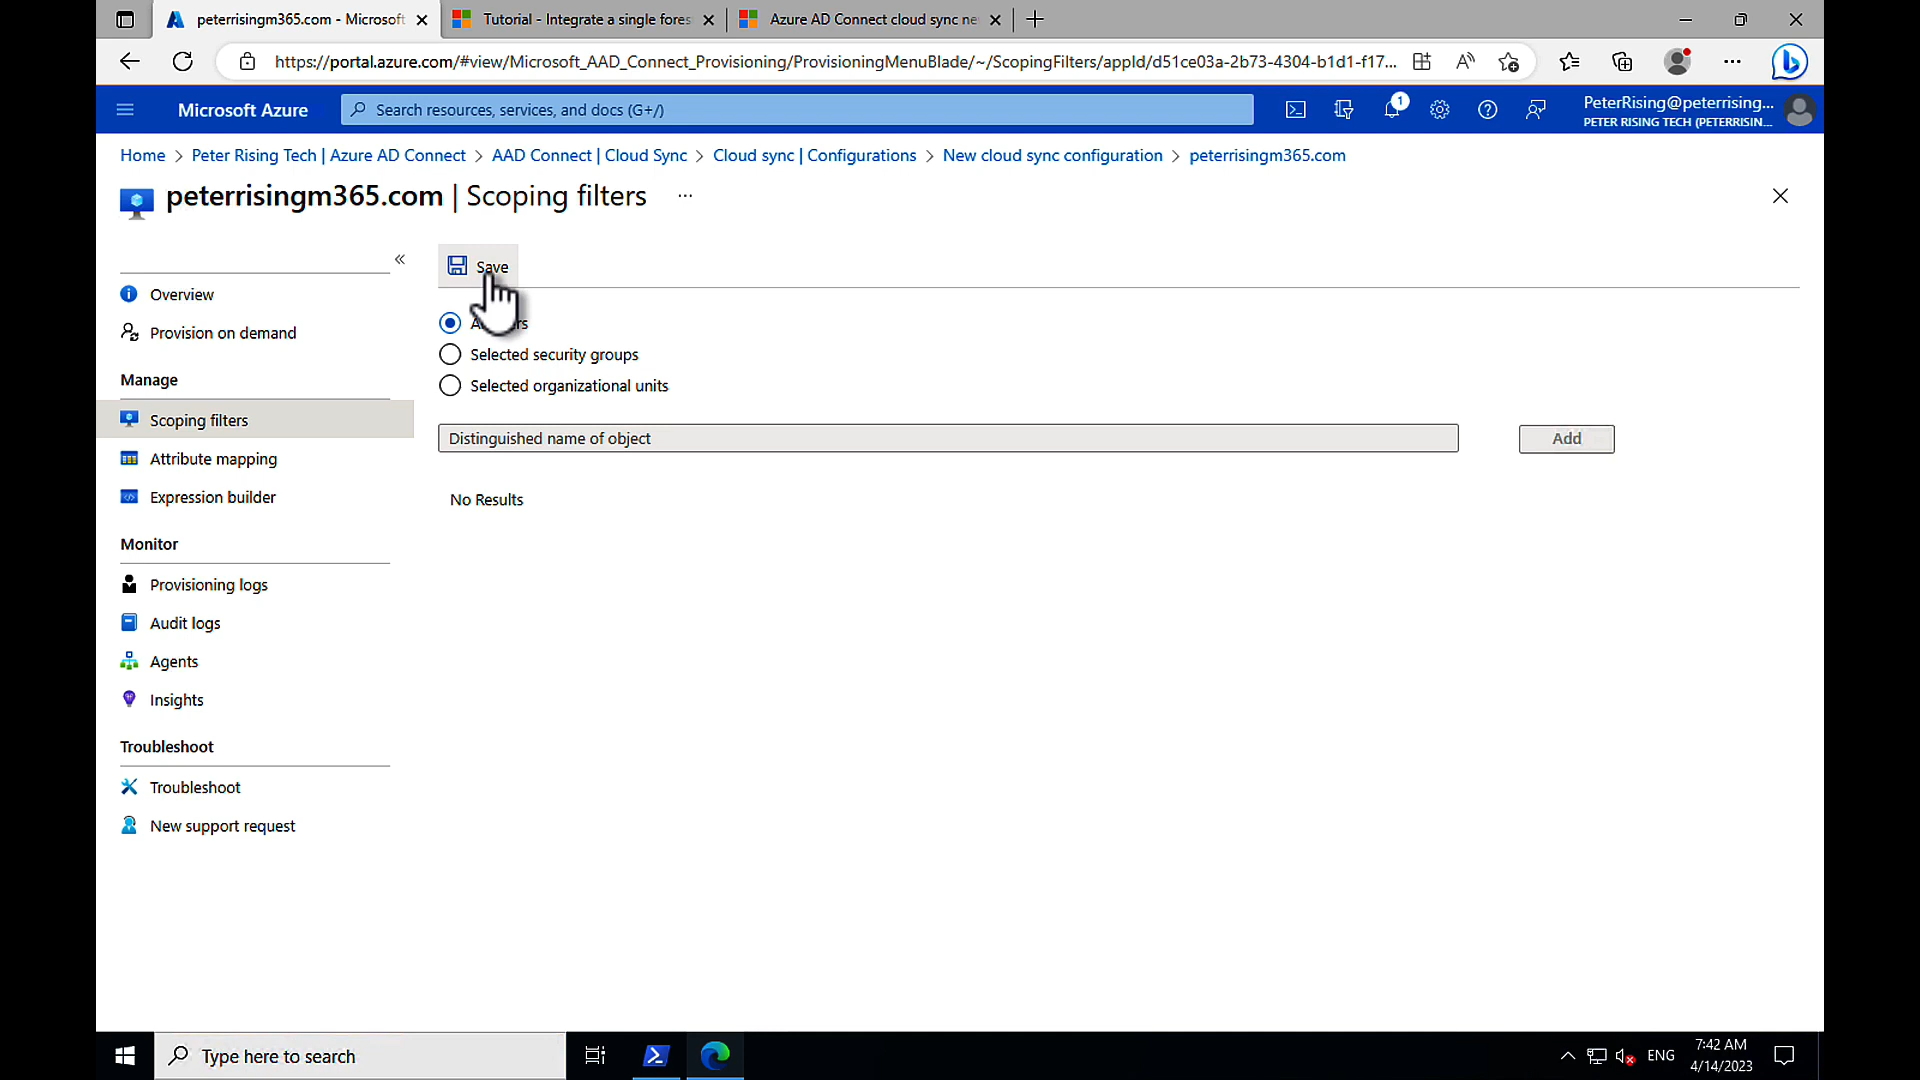 peterrisingm365.com - Microsoft
Tutorial - Integrate a single fores
Azure AD Connect cloud sync ne
https://portal.azure.com/#view/Microsoft_AAD_Connect_Provisioning/ProvisioningMenuBlade/~/ScopingFilters/appId/d51ce03a-2b73-4304-b1d1-f17...
Microsoft Azure
Search resources, services, and docs (G+/)
1
PeterRising@peterrising...
PETER RISING TECH (PETERRISIN...
Home > Peter Rising Tech | Azure AD Connect > AAD Connect | Cloud Sync > Cloud sync | Configurations > New cloud sync configuration > peterrisingm365.com
peterrisingm365.com | Scoping filters ...
Save
Overview
Provision on demand
Manage
Scoping filters
Attribute mapping
Expression builder
Monitor
Provisioning logs
Audit logs
Agents
Insights
Troubleshoot
Troubleshoot
New support request
Selected security groups
Selected organizational units
Distinguished name of object
Add
No Results
Type here to search
ENG
7:42 AM
4/14/2023